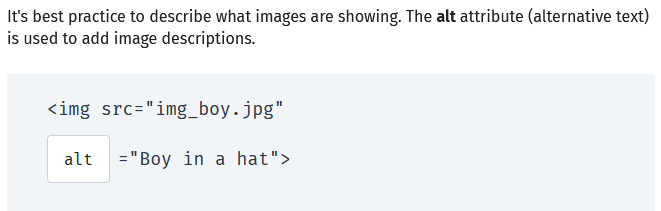 It's best practice to describe what images are showing. The alt attribute (alternative text)
is used to add image descriptions.
<img src="img_boy.jpg"
alt ="Boy in a hat">